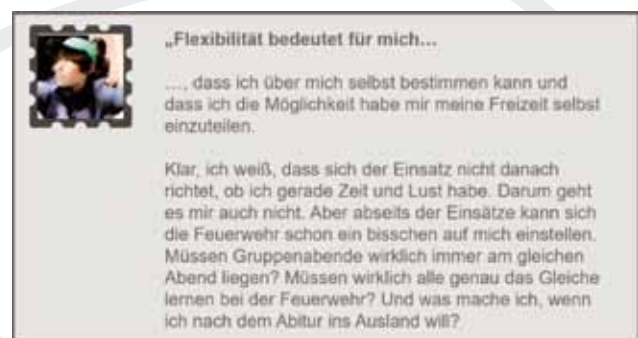 „Flexibilität bedeutet für mich…
…, dass ich über mich selbst bestimmen kann und
dass ich die Möglichkeit habe mir meine Freizeit selbst
einzuteilen.
Klar, ich weiß, dass sich der Einsatz nicht danach
richtet, ob ich gerade Zeit und Lust habe. Darum geht
es mir auch nicht. Aber abseits der Einsätze kann sich
die Feuerwehr schon ein bisschen auf mich einstellen.
Müssen Gruppenabende wirklich immer am gleichen
Abend liegen? Müssen wirklich alle genau das Gleiche
lernen bei der Feuerwehr? Und was mache ich, wenn
ich nach dem Abitur ins Ausland will?